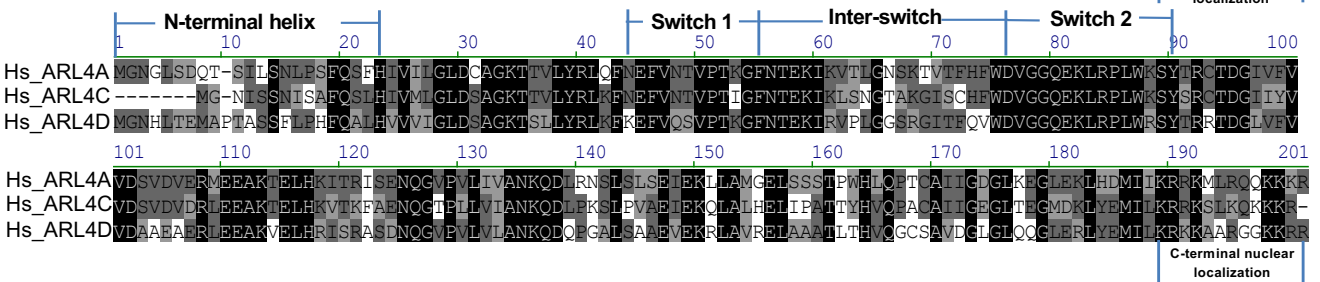 localization
N-terminal helix Switch 1 Inter-switch Switch 2
1 10 20 30 40 50 60 70 80 90 100
Hs_ARL4A MGNGLSDQT-SILSNLPSFQSFHIVILGLDCAGKTTVLYRLQFNEFVNTVPTKGFNTEKIKVTLGNSKTVTFHFWDVGGQEKLRPLWKSYTRCTDGIVFV
Hs_ARL4C -------MG-NISSNISAFQSLHIVMLGLDSAGKTTVLYRLKFNEFVNTVPTIGFNTEKIKLSNGTAKGISCHFWDVGGQEKLRPLWKSYSRCTDGIIYV
Hs_ARL4D MGNHLTEMAPTASSFLPHFQALHVVVIGLDSAGKTSLLYRLKFKEFVQSVPTKGFNTEKIRVPLGGSRGITFQVWDVGGQEKLRPLWRSYTRRTDGLVFV
101 110 120 130 140 150 160 170 180 190 201
Hs_ARL4A VDSVDVERMEEAKTELHKITRISENQGVPVLIVANKQDLRNSLSLSEIEKLLAMGELSSSTPWHLQPTCAIIGDGLKEGLEKLHDMIIKRRKMLRQQKKKR
Hs_ARL4C VDSVDVDRLEEAKTELHKVTKFAENQGTPLLVIANKQDLPKSLPVAEIEKQLALHELIPATTYHVQPACAIIGEGLTEGMDKLYEMILKRRKSLKQKKKR-
Hs_ARL4D VDAAEAERLEEAKVELHRISRASDNQGVPVLVLANKQDQPGALSAAEVEKRLAVRELAAATLTHVQGCSAVDGLGLQQGLERLYEMILKRKKAARGGKKRR
C-terminal nuclear
localization